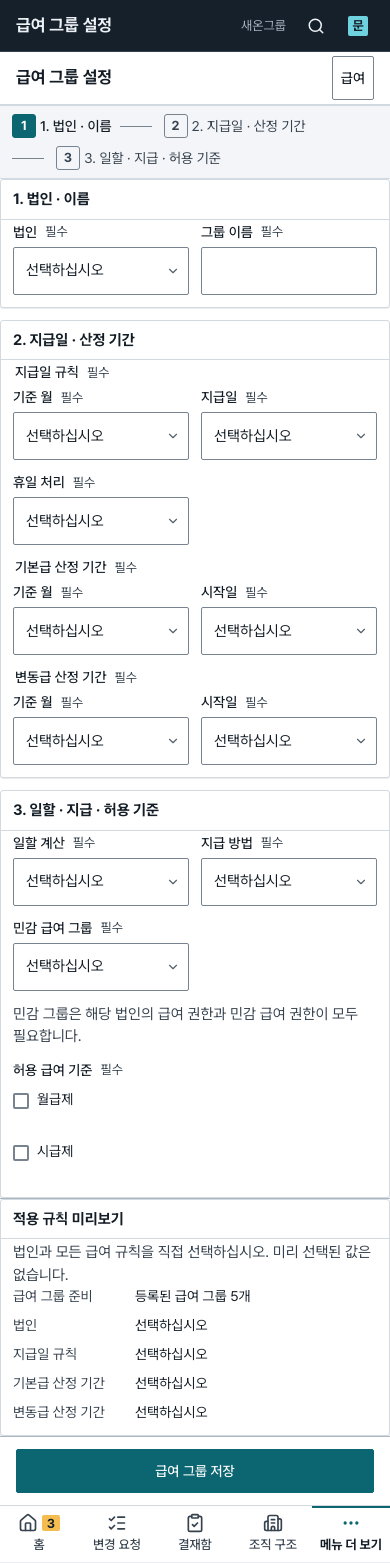 급여 그룹 설정 새온그룹 문
급여 그룹 설정 급여
1 1. 법인 · 이름 2 2. 지급일 · 산정 기간
3 3. 일할 · 지급 · 허용 기준
1. 법인 · 이름
법인 필수 그룹 이름 필수
선택하십시오
2. 지급일 · 산정 기간
지급일 규칙 필수
기준 월 필수 지급일 필수
선택하십시오 선택하십시오
휴일 처리 필수
선택하십시오
기본급 산정 기간 필수
기준 월 필수 시작일 필수
선택하십시오 선택하십시오
변동급 산정 기간 필수
기준 월 필수 시작일 필수
선택하십시오 선택하십시오
3. 일할 · 지급 · 허용 기준
일할 계산 필수 지급 방법 필수
선택하십시오 선택하십시오
민감 급여 그룹 필수
선택하십시오
민감 그룹은 해당 법인의 급여 권한과 민감 급여 권한이 모두
필요합니다.
허용 급여 기준 필수
월급제
시급제
적용 규칙 미리보기
법인과 모든 급여 규칙을 직접 선택하십시오. 미리 선택된 값은
없습니다.
급여 그룹 준비 등록된 급여 그룹 5개
법인 선택하십시오
지급일 규칙 선택하십시오
기본급 산정 기간 선택하십시오
변동급 산정 기간 선택하십시오
급여 그룹 저장
3
홈 변경 요청 결재함 조직 구조 메뉴 더 보기